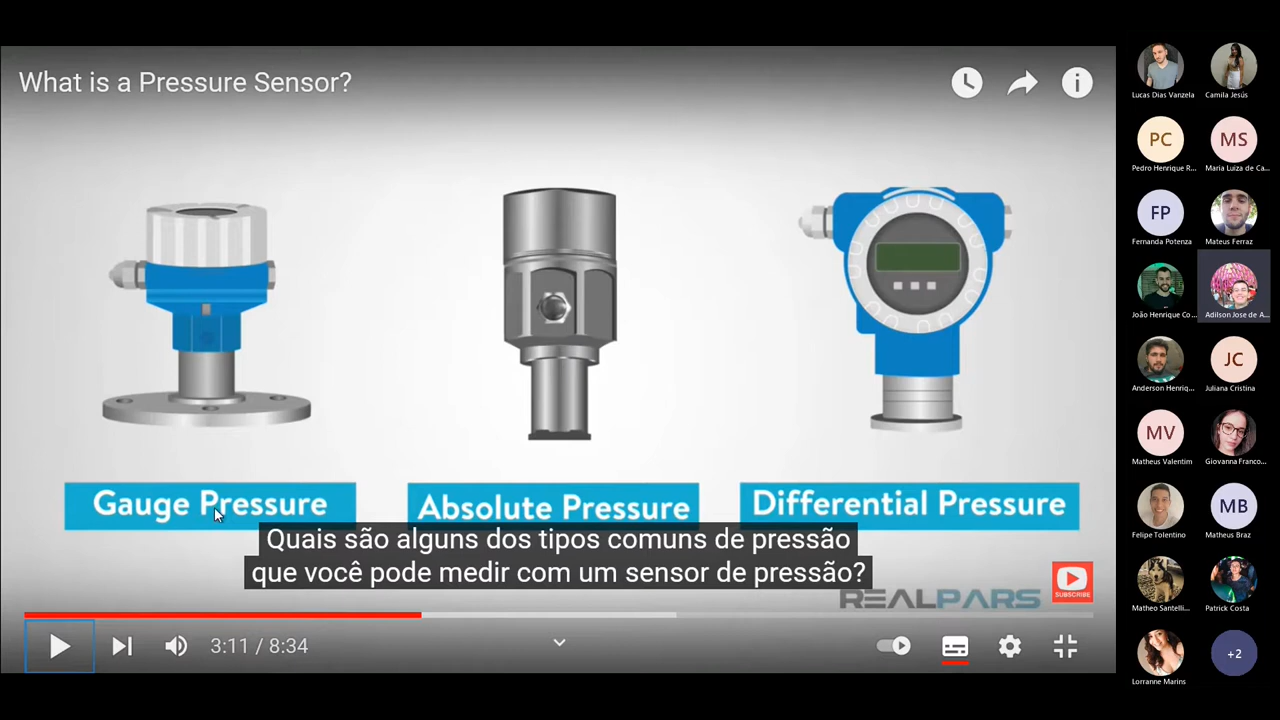 What is a Pressure Sensor?
Gauge Pressure
Absolute Pressure
Differential Pressure
Quais são alguns dos tipos comuns de pressão
que você pode medir com um sensor de pressão?
SUBSCRIBE
REALPARS
3:11 / 8:34
Lucas Dias Vanzela
Camila Jesús
PC
MS
Pedro Henrique R...
Maria Luiza de Ca...
FP
Fernanda Potenza
Mateus Ferraz
João Henrique Co...
Adilson Jose de A...
JC
Anderson Henriq...
Juliana Cristina
MV
Matheus Valentim
Giovanna Franco...
MB
Felipe Tolentino
Matheus Braz
Matheo Santelli...
Patrick Costa
+2
Lorranne Marins